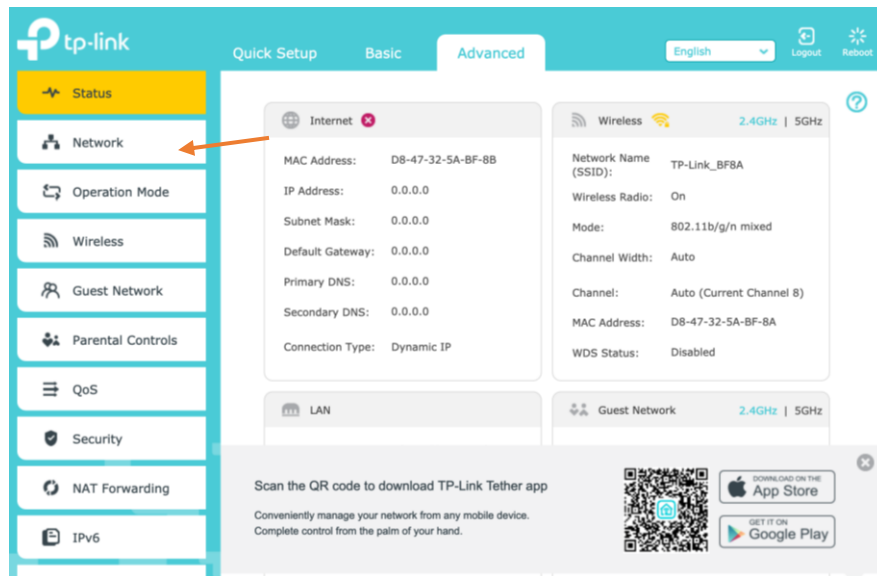 tp-link
Quick Setup Basic Advanced English Logout Reboot
Status
Network
Operation Mode
Wireless
Guest Network
Parental Controls
QoS
Security
NAT Forwarding
IPv6
Internet
MAC Address: D8-47-32-5A-BF-8B
IP Address: 0.0.0.0
Subnet Mask: 0.0.0.0
Default Gateway: 0.0.0.0
Primary DNS: 0.0.0.0
Secondary DNS: 0.0.0.0
Connection Type: Dynamic IP
Wireless 2.4GHz | 5GHz
Network Name
(SSID): TP-Link_BF8A
Wireless Radio: On
Mode: 802.11b/g/n mixed
Channel Width: Auto
Channel: Auto (Current Channel 8)
MAC Address: D8-47-32-5A-BF-8A
WDS Status: Disabled
LAN
Guest Network 2.4GHz | 5GHz
Scan the QR code to download TP-Link Tether app
Conveniently manage your network from any mobile device.
Complete control from the palm of your hand.
DOWNLOAD ON THE
App Store
GET IT ON
Google Play